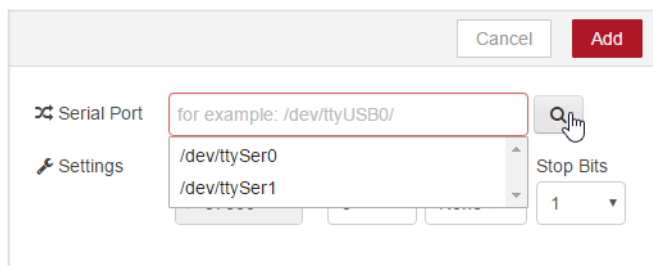 Cancel Add
Serial Port for example: /dev/ttyUSB0/
/dev/ttySer0
Settings Stop Bits
/dev/ttySer1
1